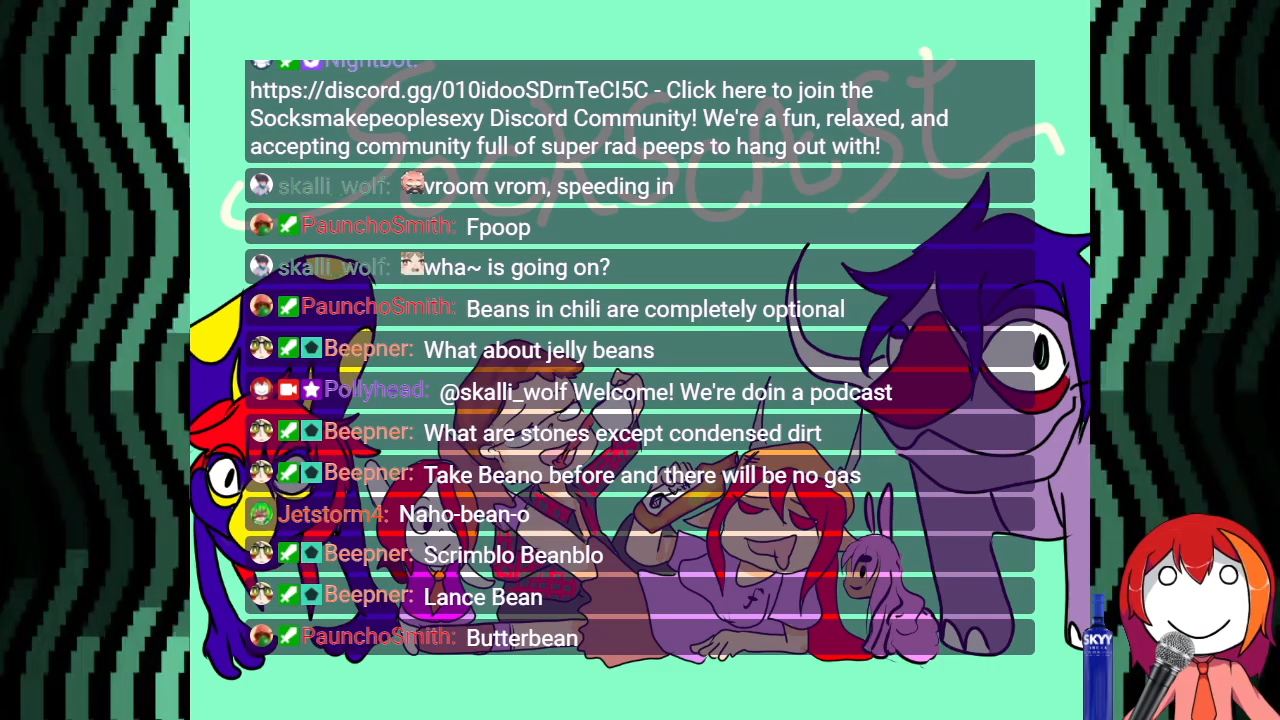 SOCKSCASt
Nightbot:
https://discord.gg/010idooSDrnTeCI5C - Click here to join the
Socksmakepeoplesexy Discord Community! We're a fun, relaxed, and
accepting community full of super rad peeps to hang out with!
skalli_wolf: vroom vrom, speeding in
PaunchoSmith: Fpoop
skalli_wolf: wha~ is going on?
PaunchoSmith: Beans in chili are completely optional
Beepner: What about jelly beans
Pollyhead: @skalli_wolf Welcome! We're doin a podcast
Beepner: What are stones except condensed dirt
Beepner: Take Beano before and there will be no gas
Jetstorm4: Naho-bean-o
Beepner: Scrimblo Beanblo
Beepner: Lance Bean
PaunchoSmith: Butterbean
SKYY